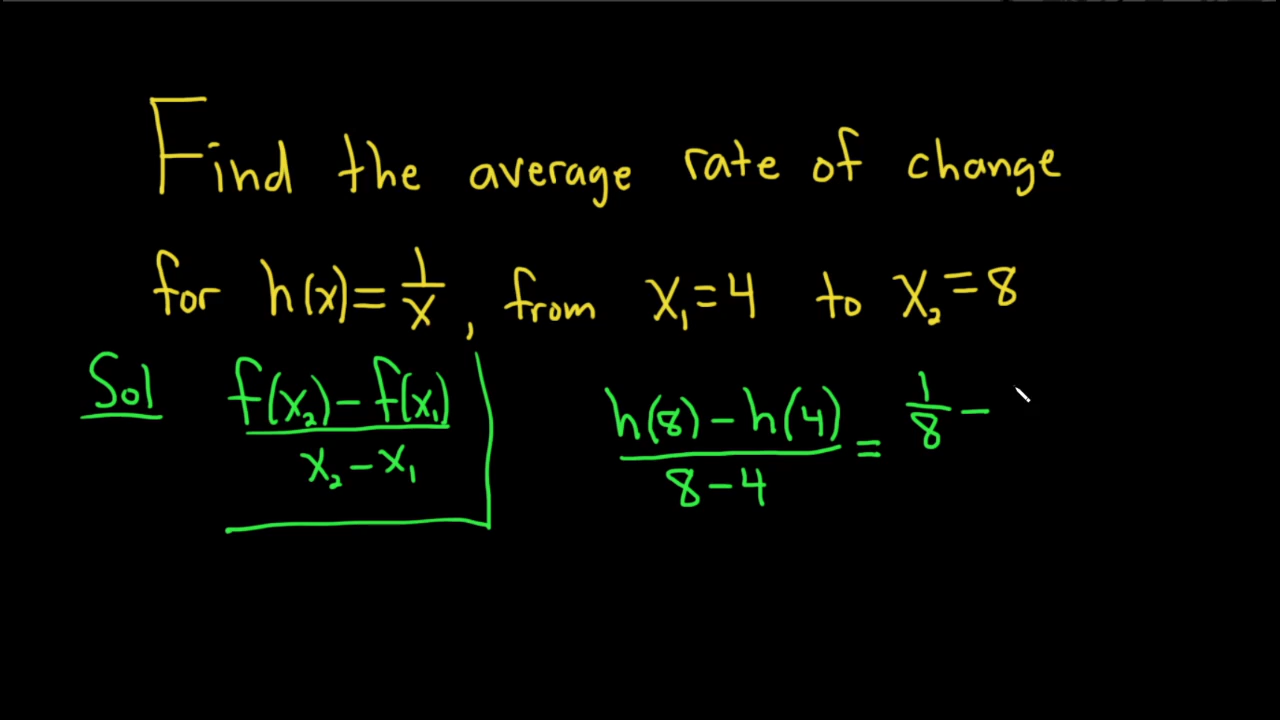 Find the average rate of change
for h(x) = 1/x , from x₁ = 4 to x₂ = 8
Sol (f(x₂) − f(x₁))/(x₂ − x₁) (h(8) − h(4))/(8 − 4) = 1/8 −